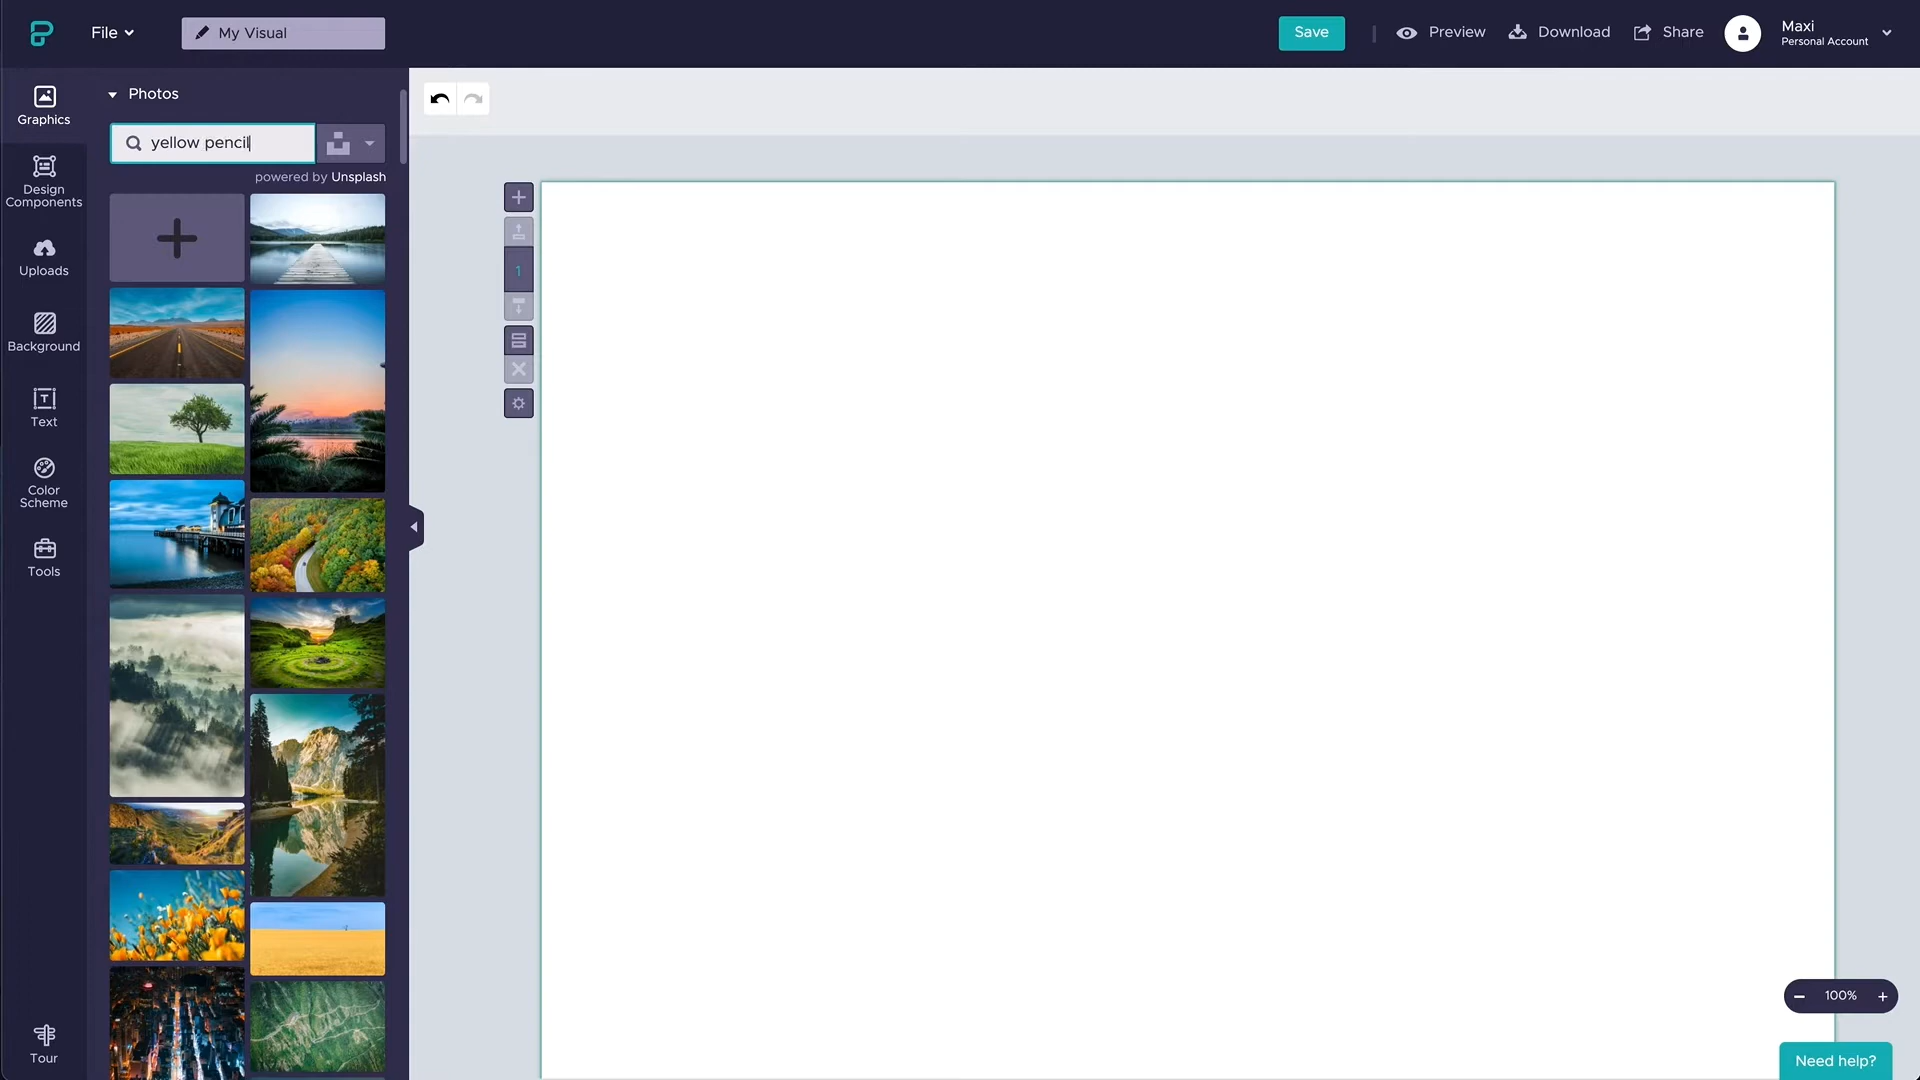 File
My Visual
Save
Preview
Download
Share
Maxi
Personal Account
Graphics
Design
Components
Uploads
Background
Text
Color
Scheme
Tools
Tour
Photos
yellow pencil
powered by Unsplash
1
100%
Need help?